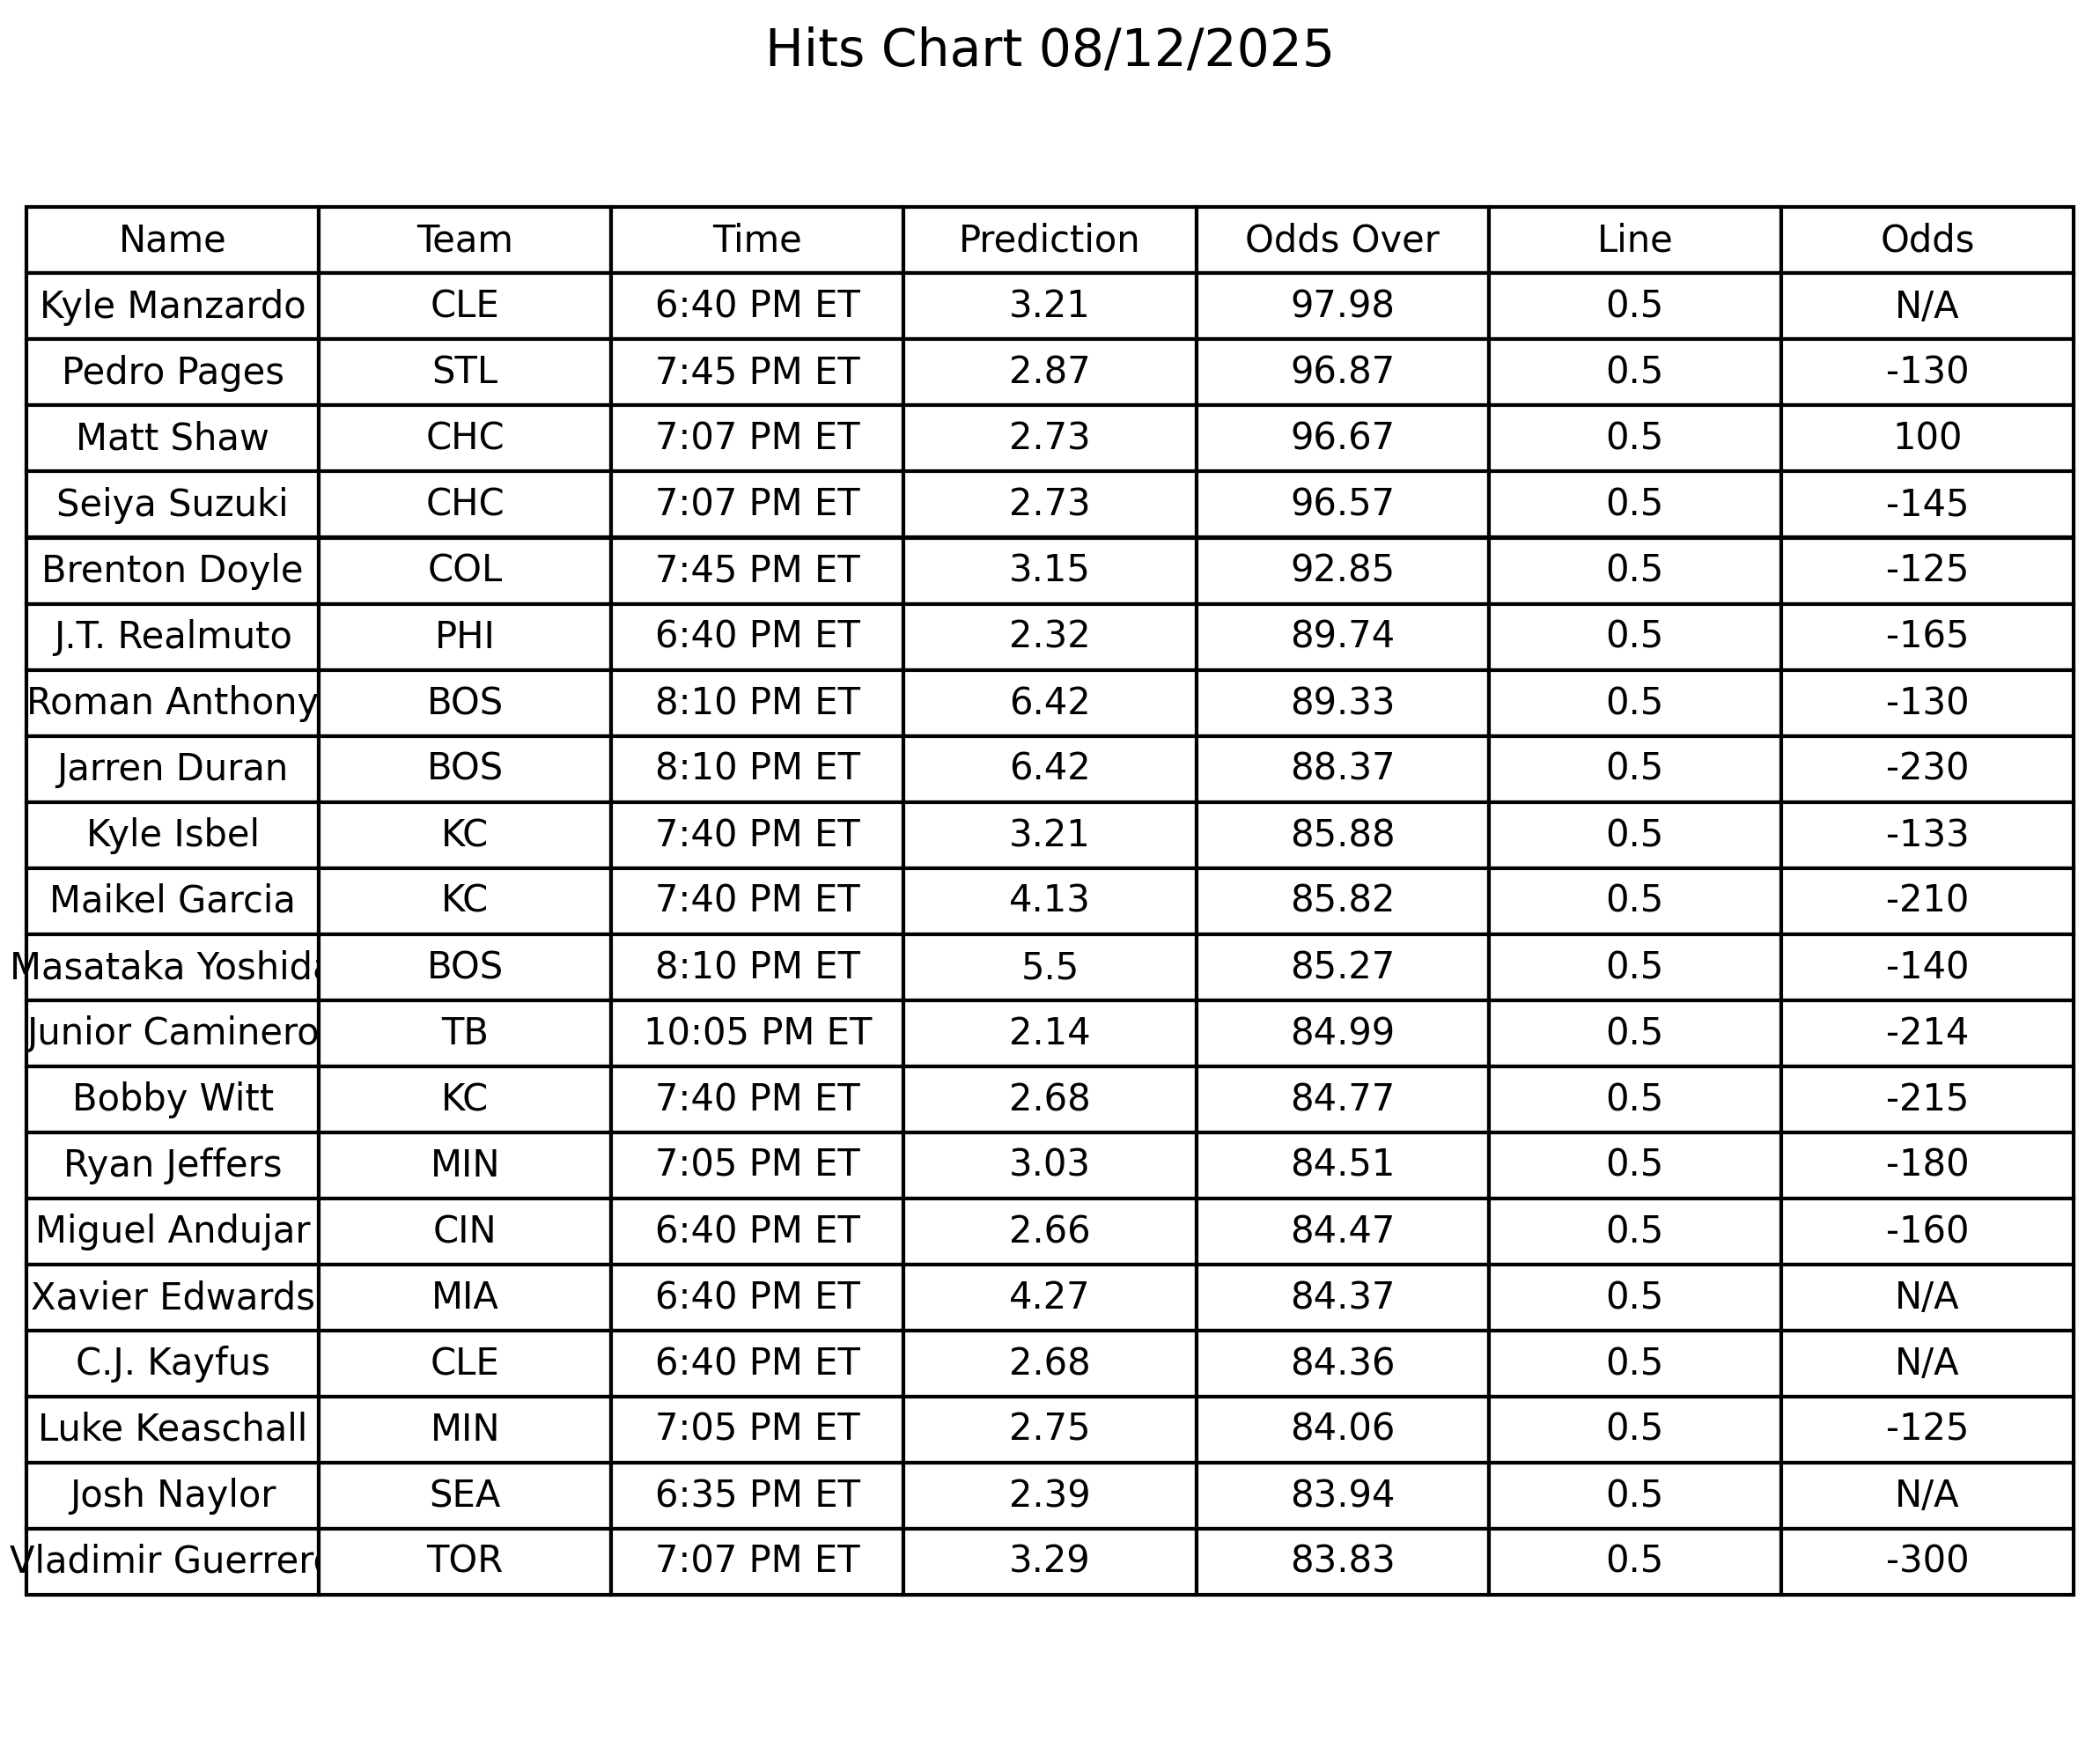 Hits Chart 08/12/2025
Name Team Time Prediction Odds Over Line Odds
Kyle Manzardo CLE 6:40 PM ET 3.21 97.98 0.5 N/A
Pedro Pages STL 7:45 PM ET 2.87 96.87 0.5 -130
Matt Shaw CHC 7:07 PM ET 2.73 96.67 0.5 100
Seiya Suzuki CHC 7:07 PM ET 2.73 96.57 0.5 -145
Brenton Doyle COL 7:45 PM ET 3.15 92.85 0.5 -125
J.T. Realmuto PHI 6:40 PM ET 2.32 89.74 0.5 -165
Roman Anthony BOS 8:10 PM ET 6.42 89.33 0.5 -130
Jarren Duran BOS 8:10 PM ET 6.42 88.37 0.5 -230
Kyle Isbel KC 7:40 PM ET 3.21 85.88 0.5 -133
Maikel Garcia KC 7:40 PM ET 4.13 85.82 0.5 -210
Masataka Yoshida BOS 8:10 PM ET 5.5 85.27 0.5 -140
Junior Caminero TB 10:05 PM ET 2.14 84.99 0.5 -214
Bobby Witt KC 7:40 PM ET 2.68 84.77 0.5 -215
Ryan Jeffers MIN 7:05 PM ET 3.03 84.51 0.5 -180
Miguel Andujar CIN 6:40 PM ET 2.66 84.47 0.5 -160
Xavier Edwards MIA 6:40 PM ET 4.27 84.37 0.5 N/A
C.J. Kayfus CLE 6:40 PM ET 2.68 84.36 0.5 N/A
Luke Keaschall MIN 7:05 PM ET 2.75 84.06 0.5 -125
Josh Naylor SEA 6:35 PM ET 2.39 83.94 0.5 N/A
Vladimir Guerrero TOR 7:07 PM ET 3.29 83.83 0.5 -300